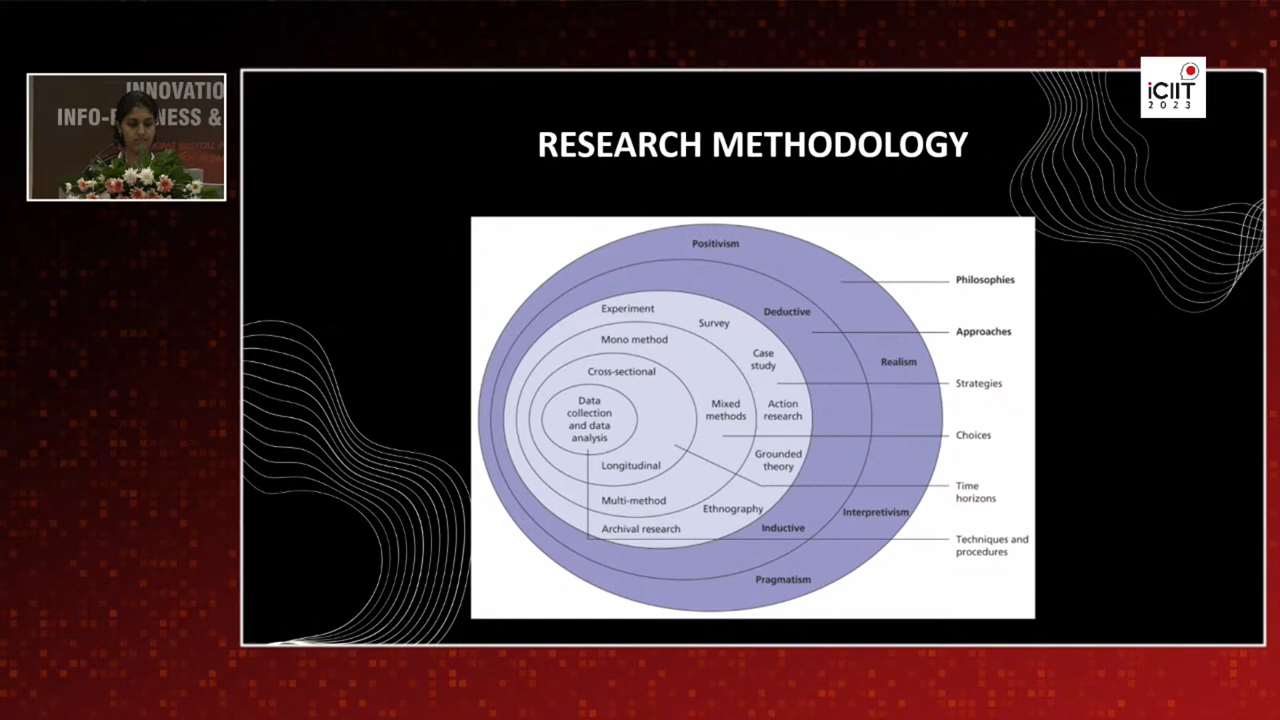 INNOVATIO
INFO-
NESS &
iCIIT
2023
RESEARCH METHODOLOGY
Positivism
Philosophies
Experiment
Deductive
Survey
Approaches
Mono method
Case
study
Realism
Cross-sectional
Strategies
Data
collection
and data
analysis
Mixed
methods
Action
research
Choices
Grounded
theory
Longitudinal
Time
horizons
Multi-method
Ethnography
Interpretivism
Archival research
Inductive
Techniques and
procedures
Pragmatism